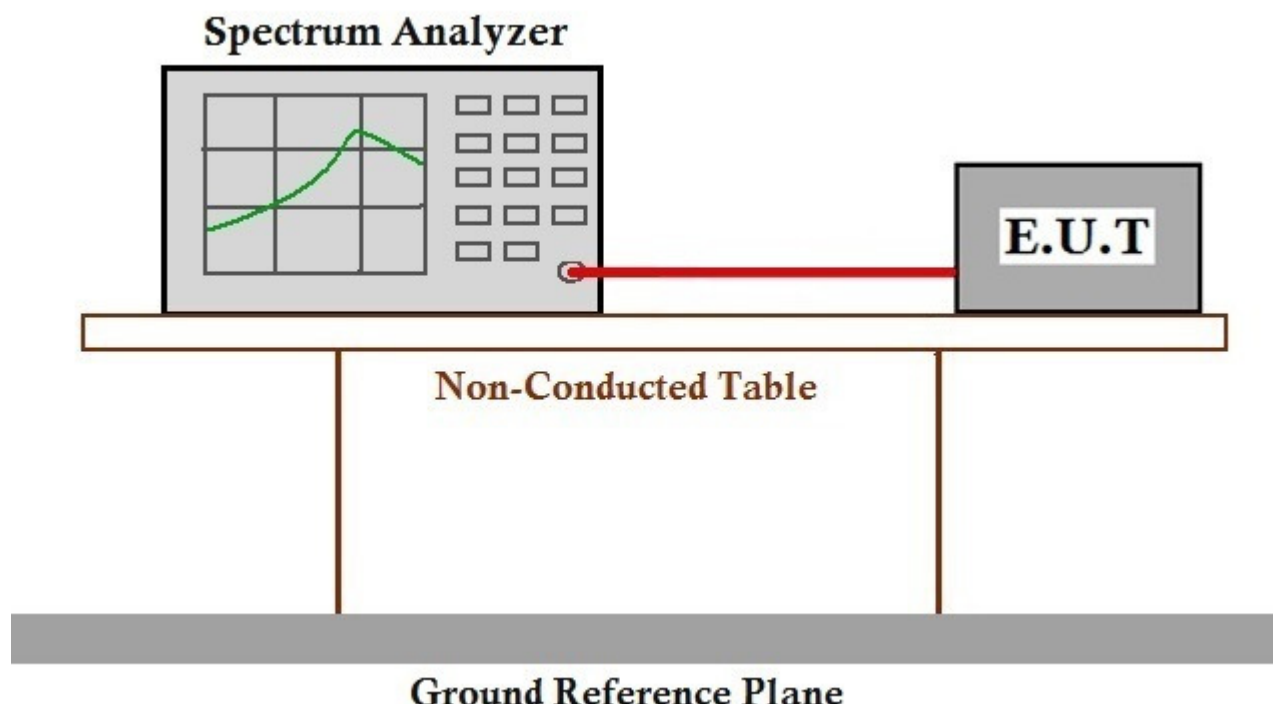 Spectrum Analyzer
E.U.T
Non-Conducted Table
Ground Reference Plane